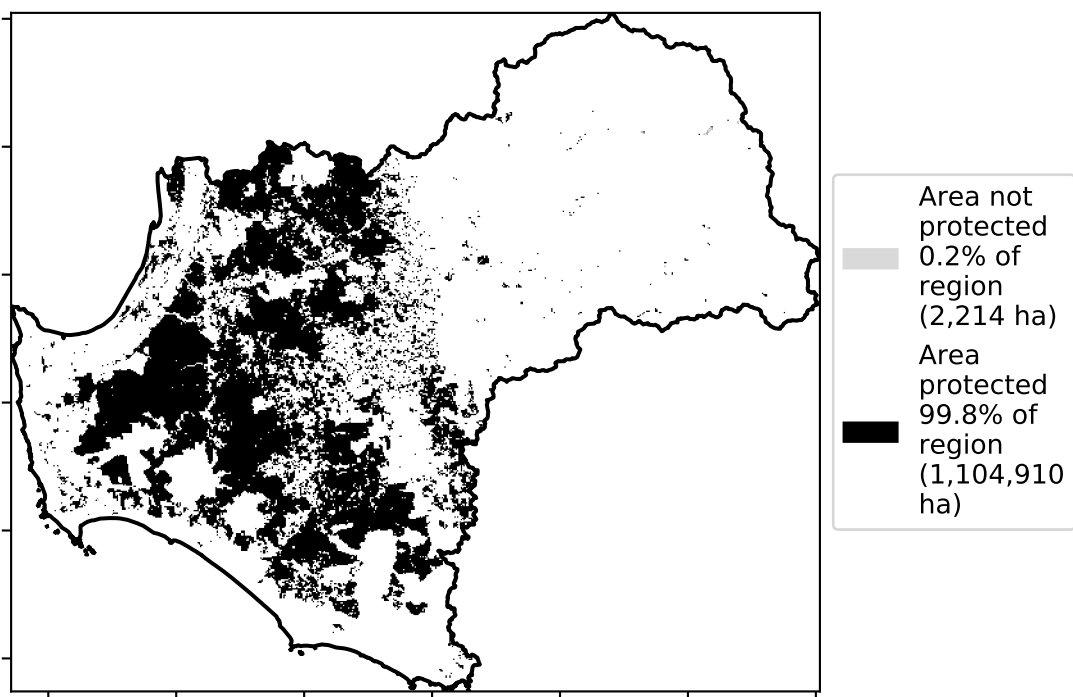 Area not
protected
0.2% of
region
(2,214 ha)
Area
protected
99.8% of
region
(1,104,910
ha)